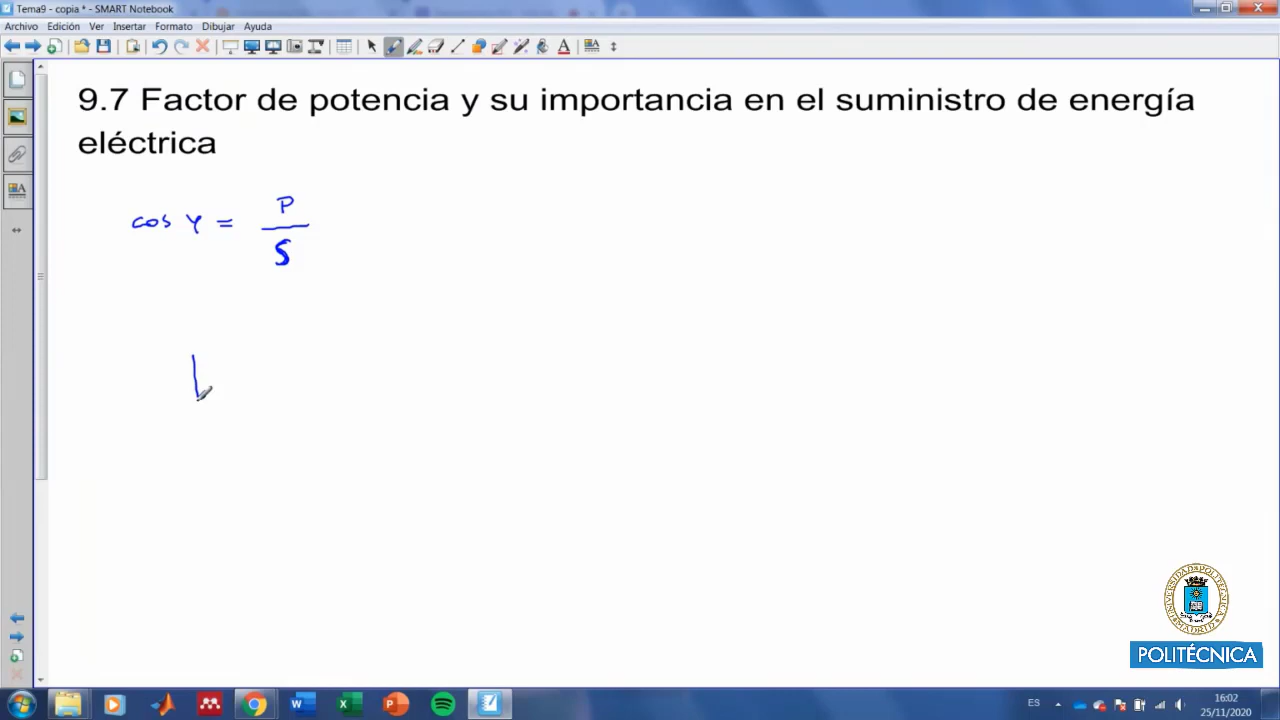 Tema9 - copia * - SMART Notebook
Archivo Edición Ver Insertar Formato Dibujar Ayuda
9.7 Factor de potencia y su importancia en el suministro de energía
eléctrica
cos φ = P
S
POLITÉCNICA
ES
16:02
25/11/2020